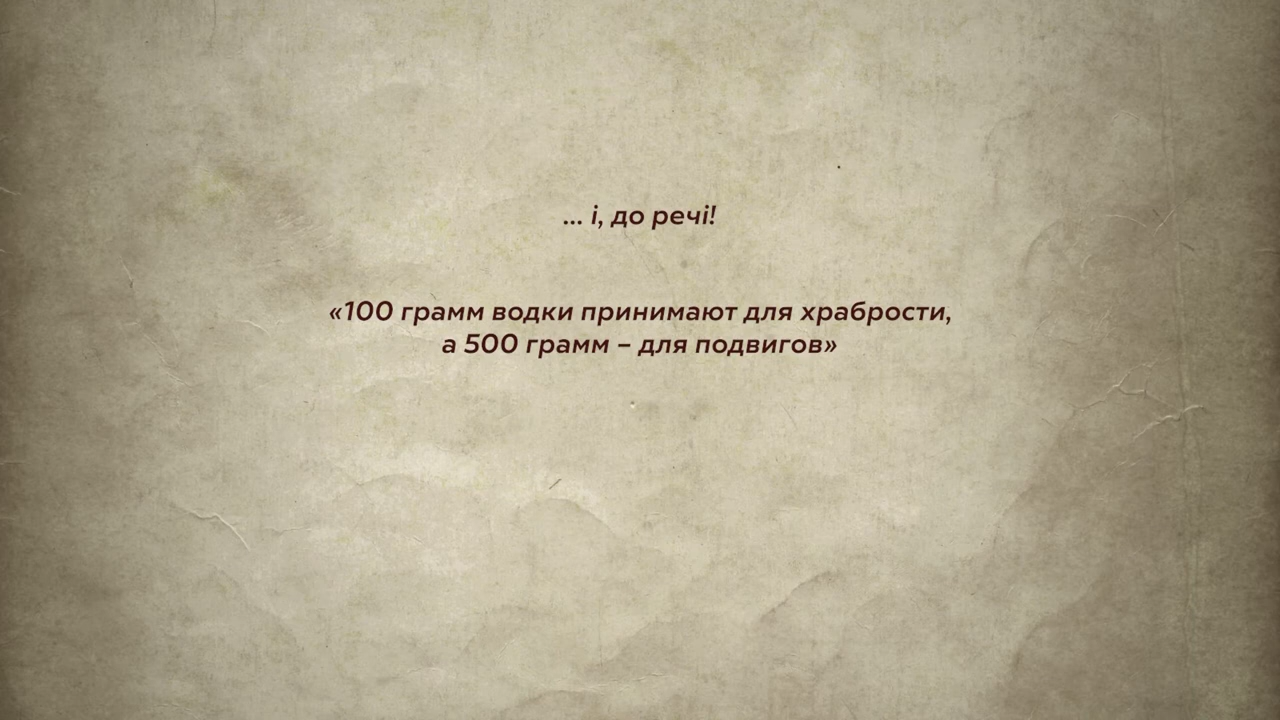 ... і, до речі!
«100 грамм водки принимают для храбрости,
а 500 грамм – для подвигов»